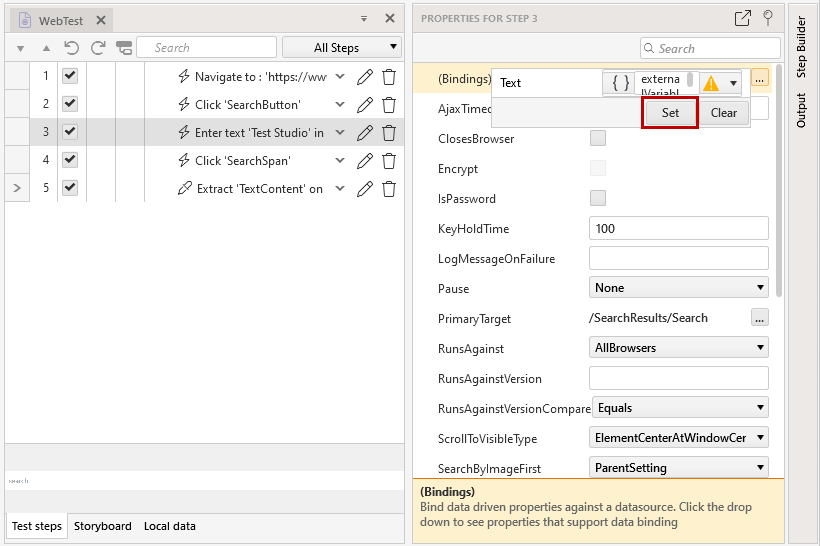 WebTest
Search
All Steps
1
Navigate to : 'https://ww
2
Click 'SearchButton'
3
Enter text 'Test Studio' in
4
Click 'SearchSpan'
5
Extract 'TextContent' on
search
Test steps
Storyboard
Local data
PROPERTIES FOR STEP 3
Search
(Bindings)
Text
{ }
externa
lVariabl
...
Set
Clear
AjaxTimeo
ClosesBrowser
Encrypt
IsPassword
KeyHoldTime
100
LogMessageOnFailure
Pause
None
PrimaryTarget
/SearchResults/Search
...
RunsAgainst
AllBrowsers
RunsAgainstVersion
RunsAgainstVersionCompare
Equals
ScrollToVisibleType
ElementCenterAtWindowCer
SearchByImageFirst
ParentSetting
(Bindings)
Bind data driven properties against a datasource. Click the drop
down to see properties that support data binding
Step Builder
Output